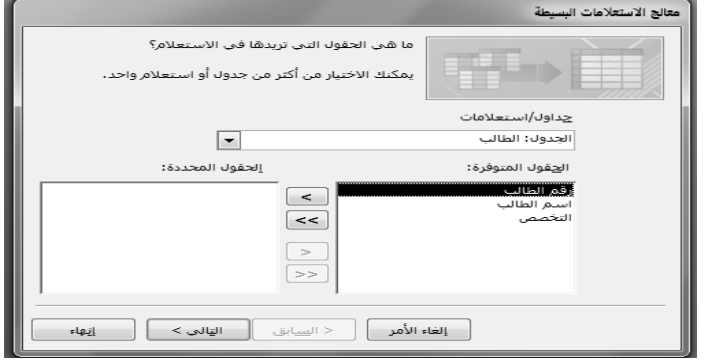 معالج الاستعلامات البسيطة
ما هي الحقول التي تريدها في الاستعلام؟
يمكنك الاختيار من أكثر من جدول أو استعلام واحد.
جداول/استعلامات
الجدول: الطالب
الحقول المتوفرة:
رقم الطالب
اسم الطالب
التخصص
<
<<
>
>>
الحقول المحددة:
إلغاء الأمر
< السابق
التالي >
إنهاء